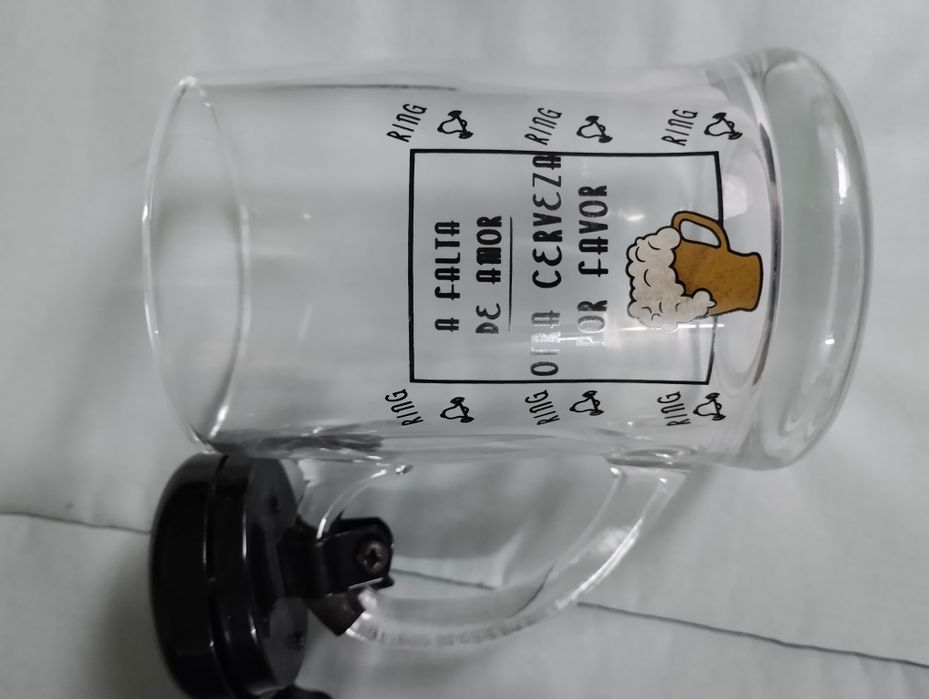 RING RING
A FALTA
DE AMOR
RING OTRA CERVEZA RING
POR FAVOR
RING RING